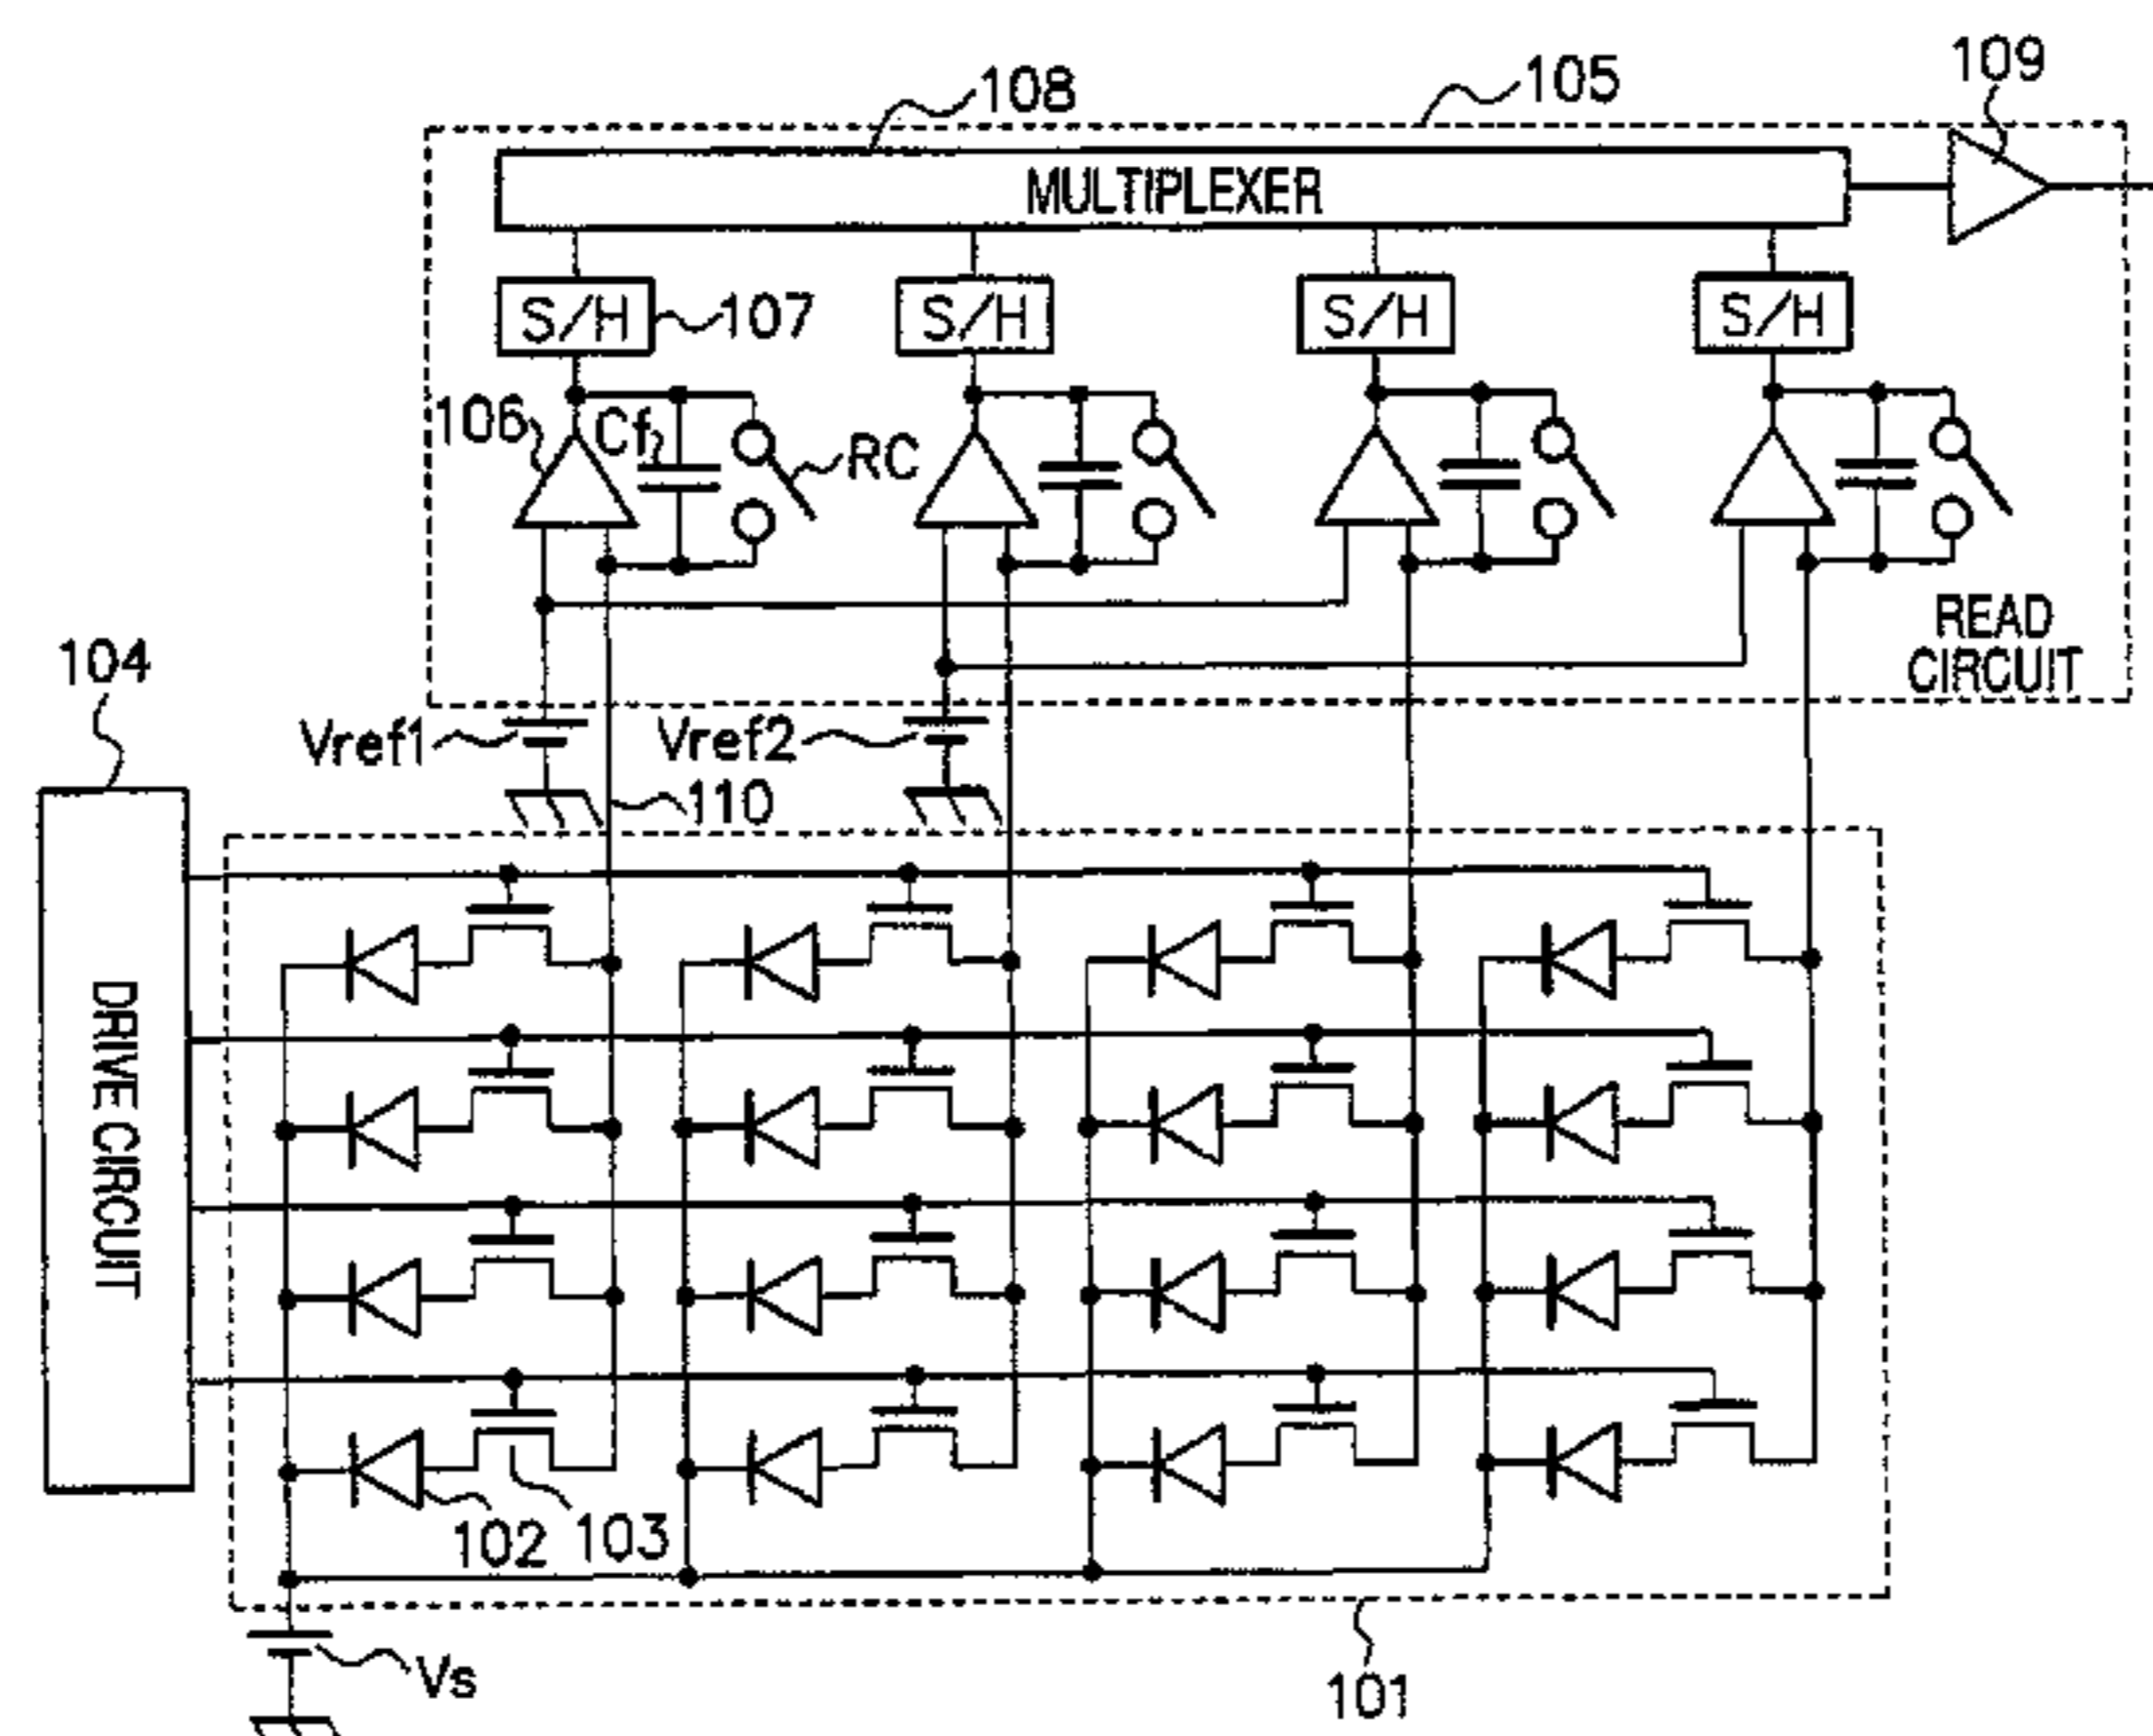 108
105
109
MULTIPLEXER
S/H
107
S/H
S/H
S/H
106
Cf
RC
READ
CIRCUIT
104
Vref1
Vref2
110
DRIVE CIRCUIT
102
103
Vs
101